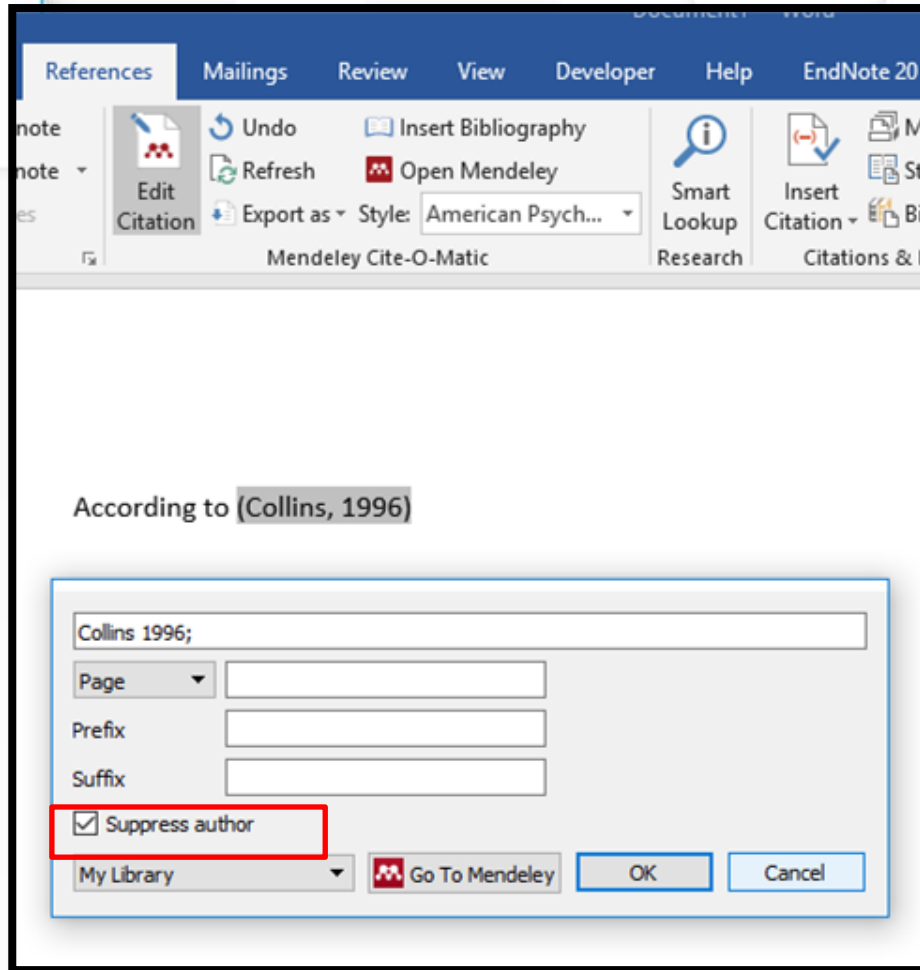 References Mailings Review View Developer Help EndNote 20
note Undo Insert Bibliography
note Refresh Open Mendeley
Edit Citation Export as Style: American Psych... Smart Lookup Insert Citation
Mendeley Cite-O-Matic Research Citations &
According to (Collins, 1996)
Collins 1996;
Page
Prefix
Suffix
Suppress author
My Library Go To Mendeley OK Cancel